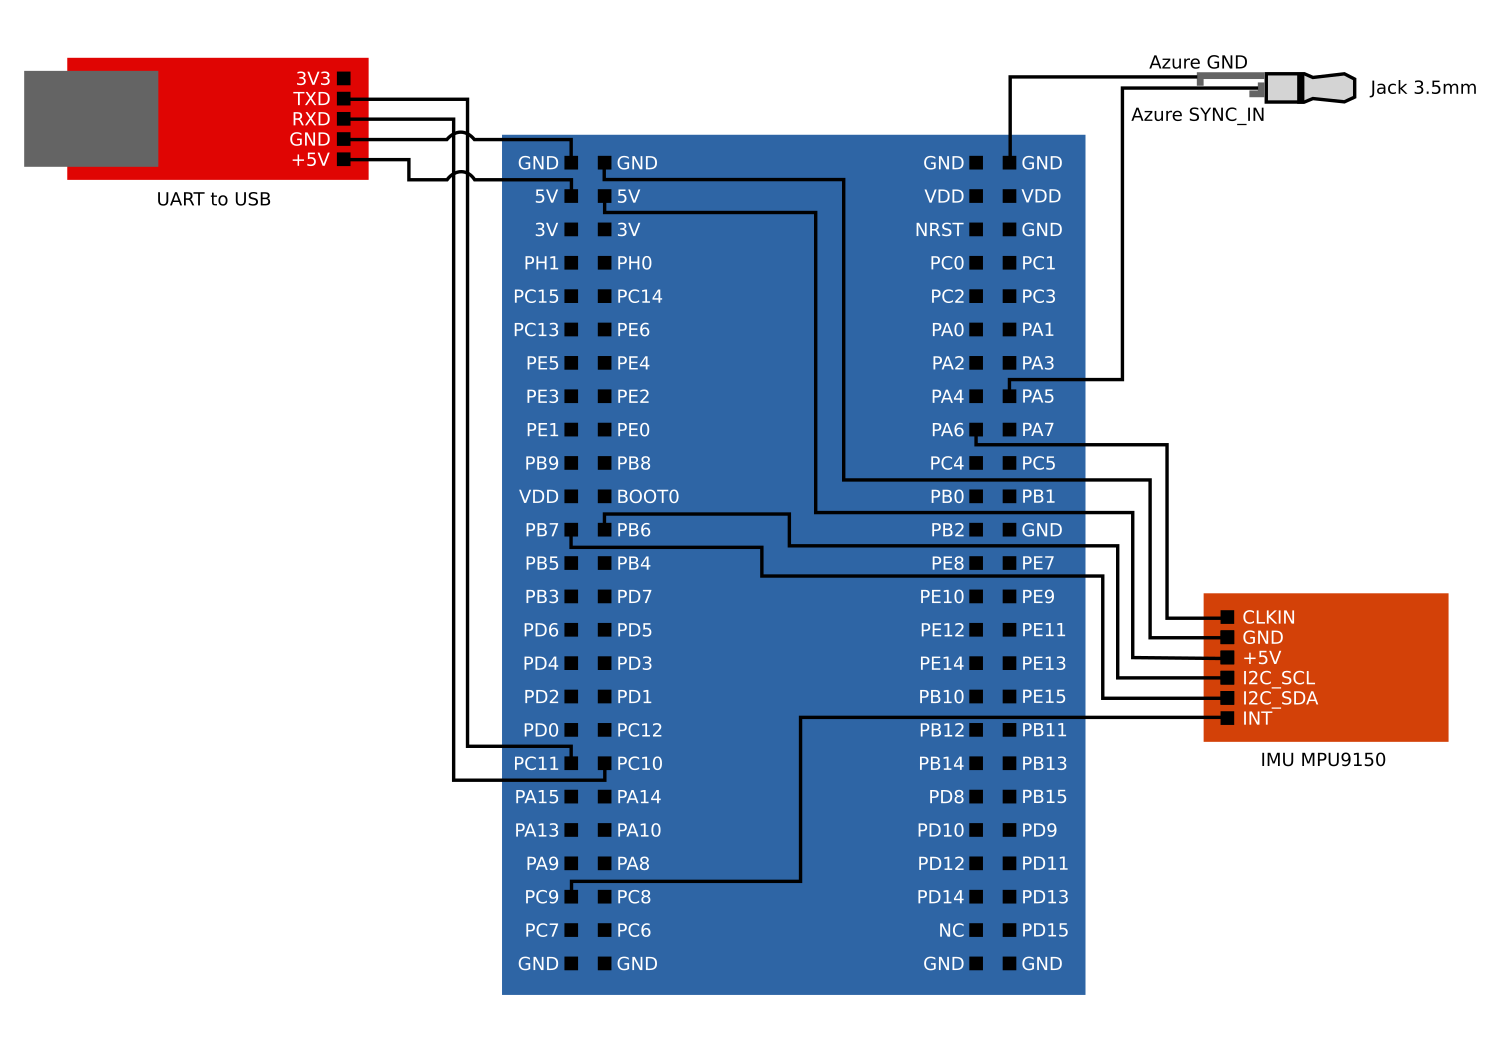 3V3
TXD
RXD
GND
+5V
UART to USB
Azure GND
Jack 3.5mm
Azure SYNC_IN
GND GND GND GND
5V 5V VDD VDD
3V 3V NRST GND
PH1 PH0 PC0 PC1
PC15 PC14 PC2 PC3
PC13 PE6 PA0 PA1
PE5 PE4 PA2 PA3
PE3 PE2 PA4 PA5
PE1 PE0 PA6 PA7
PB9 PB8 PC4 PC5
VDD BOOT0 PB0 PB1
PB7 PB6 PB2 GND
PB5 PB4 PE8 PE7
PB3 PD7 PE10 PE9
PD6 PD5 PE12 PE11
PD4 PD3 PE14 PE13
PD2 PD1 PB10 PE15
PD0 PC12 PB12 PB11
PC11 PC10 PB14 PB13
PA15 PA14 PD8 PB15
PA13 PA10 PD10 PD9
PA9 PA8 PD12 PD11
PC9 PC8 PD14 PD13
PC7 PC6 NC PD15
GND GND GND GND
CLKIN
GND
+5V
I2C_SCL
I2C_SDA
INT
IMU MPU9150